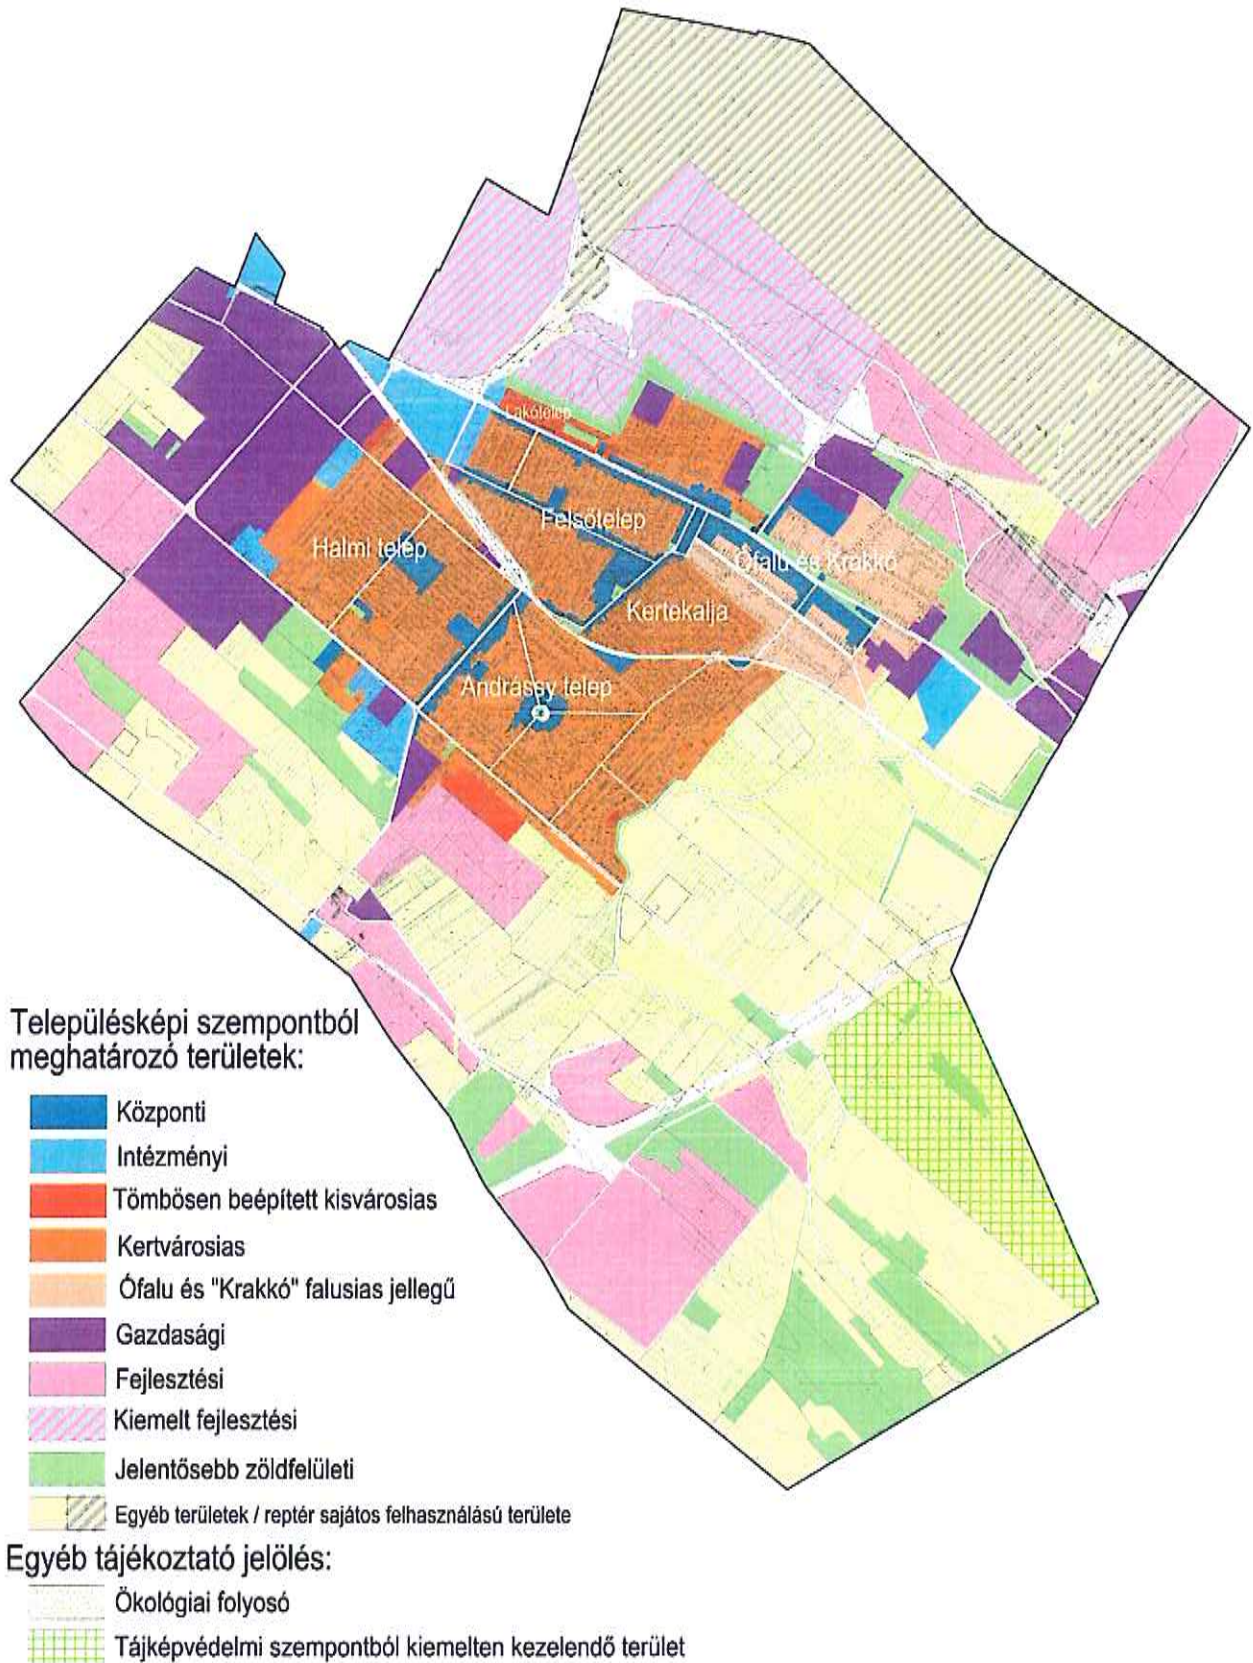 Lakótelep
Felsőtelep
Halmi telep
Ófalu és Krakkó
Kertekalja
Andrássy telep
Településképi szempontból
meghatározó területek:
Központi
Intézményi
Tömbösen beépített kisvárosias
Kertvárosias
Ófalu és "Krakkó" falusias jellegű
Gazdasági
Fejlesztési
Kiemelt fejlesztési
Jelentősebb zöldfelületi
Egyéb területek / reptér sajátos felhasználású területe
Egyéb tájékoztató jelölés:
Ökológiai folyosó
Tájképvédelmi szempontból kiemelten kezelendő terület